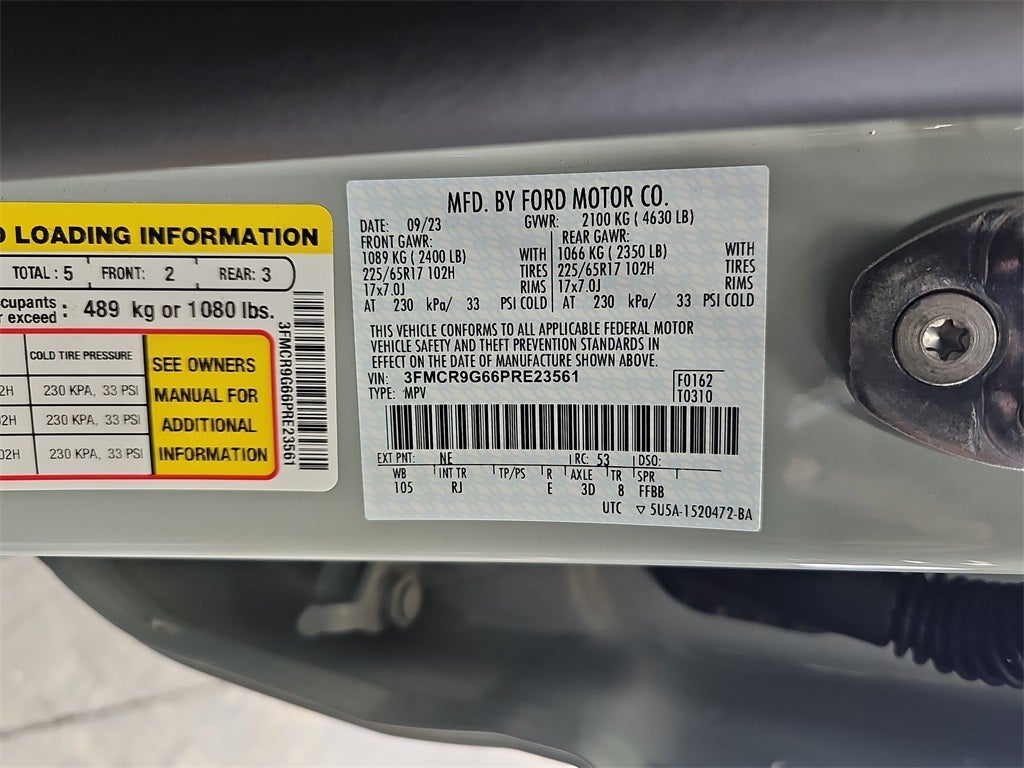 D LOADING INFORMATION
TOTAL: 5 FRONT: 2 REAR: 3
cupants
r exceed : 489 kg or 1080 lbs.
COLD TIRE PRESSURE
2H 230 KPA, 33 PSI
02H 230 KPA, 33 PSI
02H 230 KPA, 33 PSI
SEE OWNERS
MANUAL FOR
ADDITIONAL
INFORMATION
3FMCR9G66PRE23561
MFD. BY FORD MOTOR CO.
DATE: 09/23 GVWR: 2100 KG ( 4630 LB)
FRONT GAWR: REAR GAWR:
1089 KG ( 2400 LB) WITH 1066 KG ( 2350 LB) WITH
225/65R17 102H TIRES 225/65R17 102H TIRES
17x7.0J RIMS 17x7.0J RIMS
AT 230 kPa/ 33 PSI COLD AT 230 kPa/ 33 PSI COLD
THIS VEHICLE CONFORMS TO ALL APPLICABLE FEDERAL MOTOR
VEHICLE SAFETY AND THEFT PREVENTION STANDARDS IN
EFFECT ON THE DATE OF MANUFACTURE SHOWN ABOVE.
VIN: 3FMCR9G66PRE23561 F0162
TYPE: MPV T0310
EXT PNT: NE RC: 53 DSO:
WB INT TR TP/PS R AXLE TR SPR
105 RJ E 3D 8 FFBB
UTC ▽ 5U5A-1520472-BA